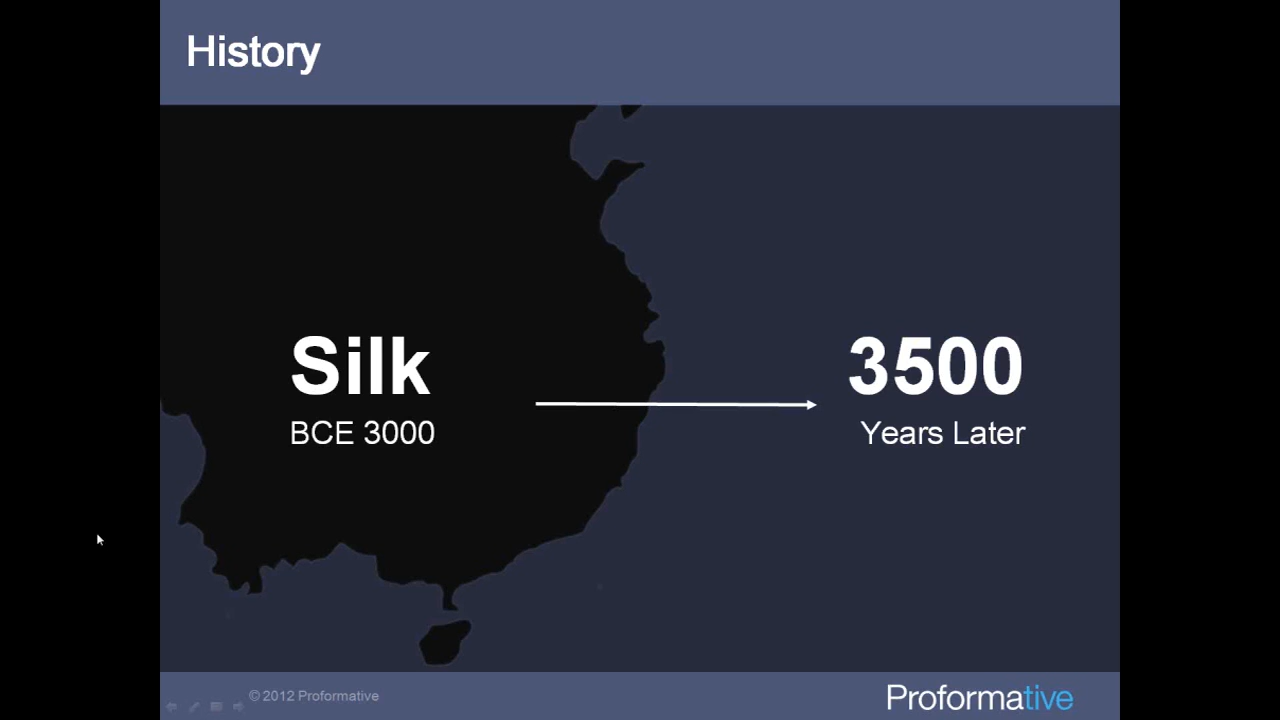 History
Silk
BCE 3000
3500
Years Later
© 2012 Proformative
Proformative